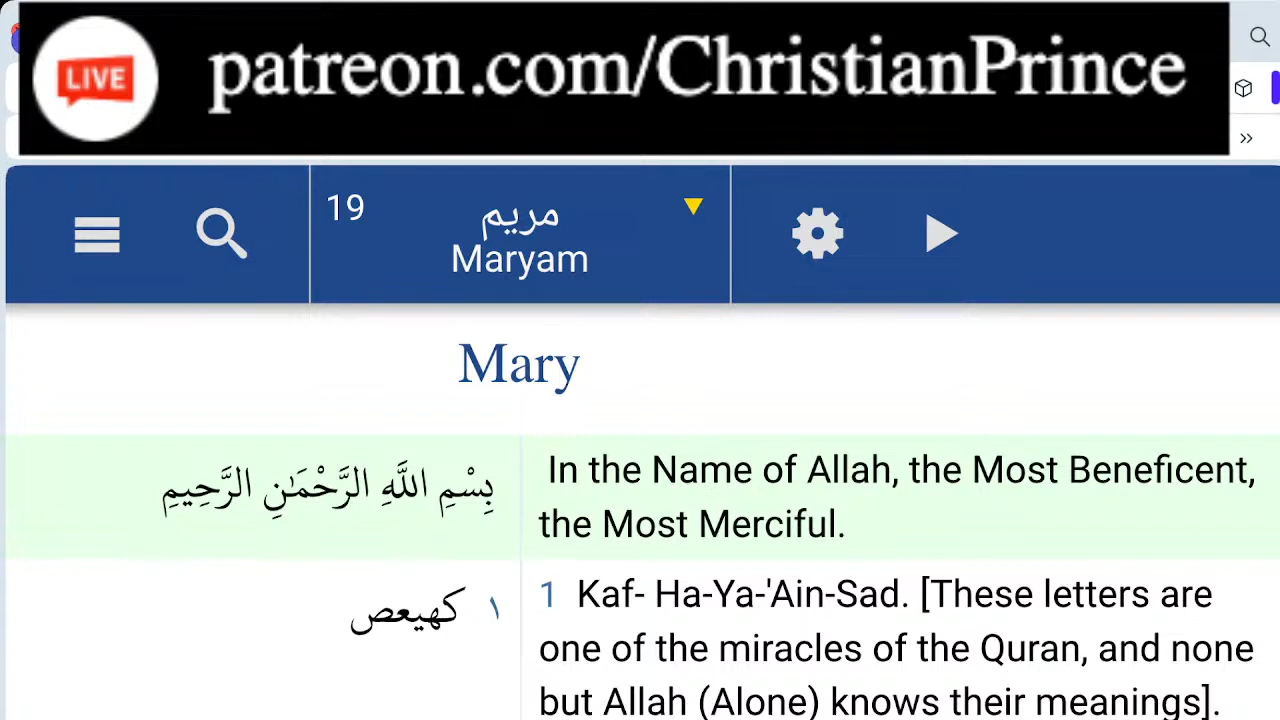 LIVE
patreon.com/ChristianPrince
19
مريم
Maryam
Mary
بِسْمِ اللَّهِ الرَّحْمَٰنِ الرَّحِيمِ
In the Name of Allah, the Most Beneficent,
the Most Merciful.
١ كهيعص
1 Kaf- Ha-Ya-'Ain-Sad. [These letters are
one of the miracles of the Quran, and none
but Allah (Alone) knows their meanings].